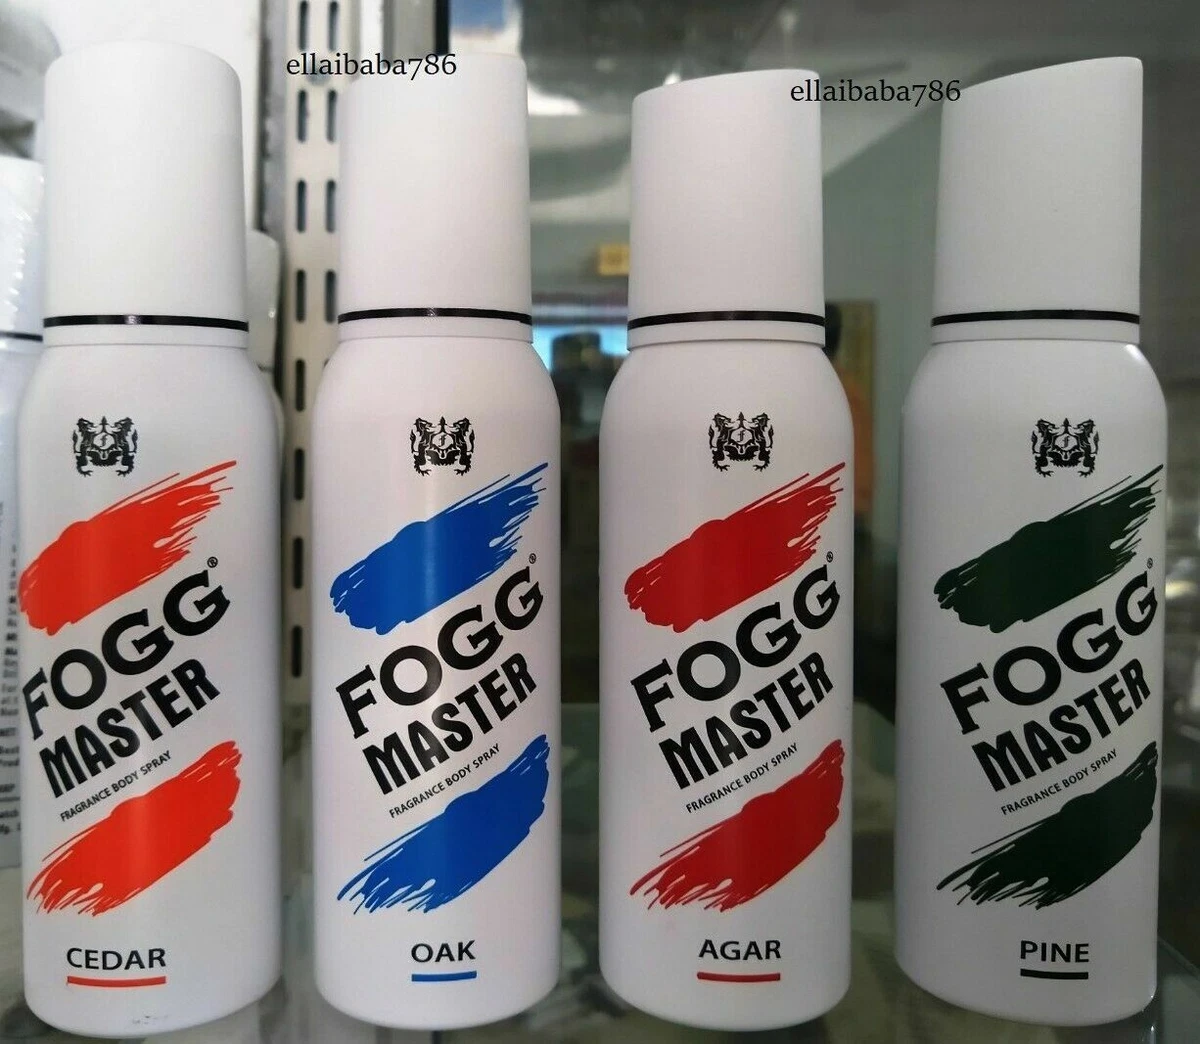 ellaibaba786
ellaibaba786
FOGG®
MASTER
FRAGRANCE BODY SPRAY
CEDAR
FOGG®
MASTER
FRAGRANCE BODY SPRAY
OAK
FOGG®
MASTER
FRAGRANCE BODY SPRAY
AGAR
FOGG®
MASTER
FRAGRANCE BODY SPRAY
PINE